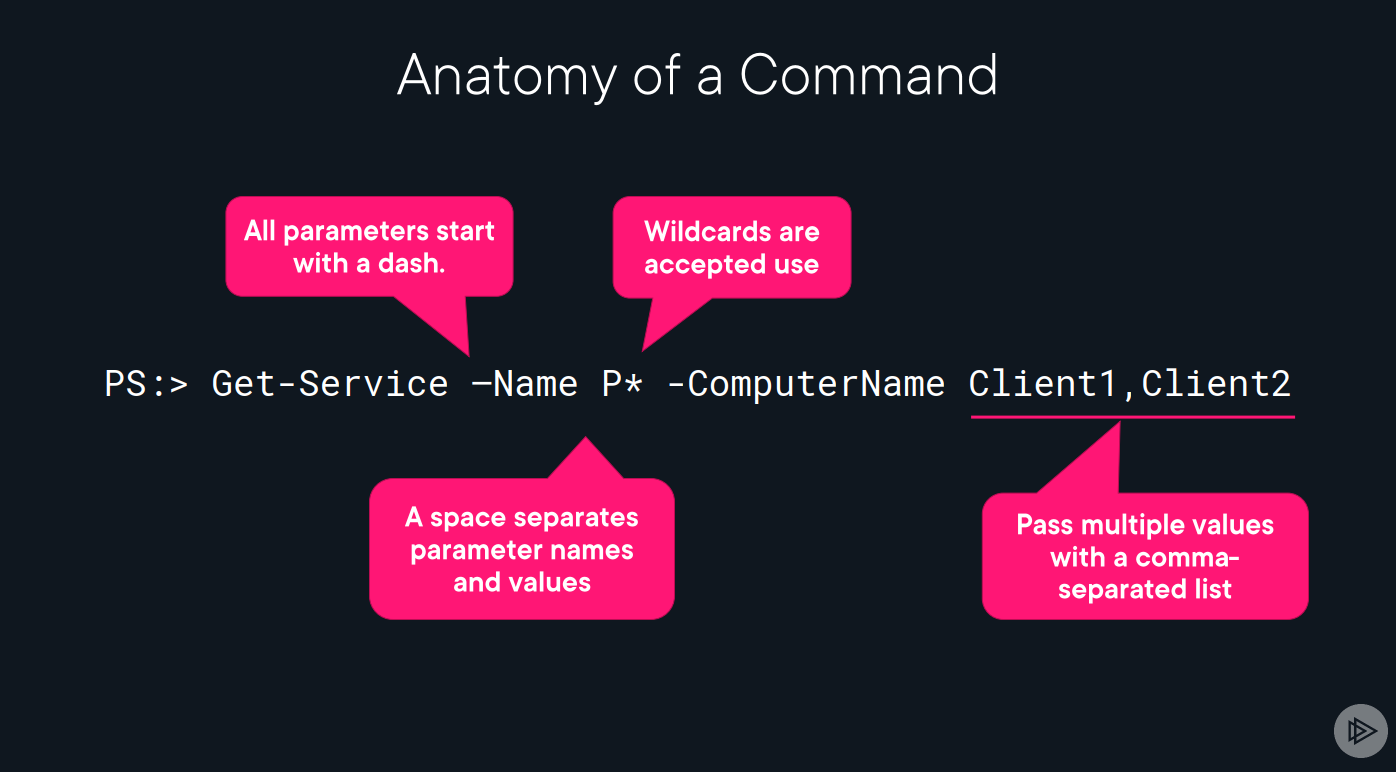 Anatomy of a Command
All parameters start
with a dash.
Wildcards are
accepted use
PS:> Get-Service –Name P* -ComputerName Client1,Client2
A space separates
parameter names
and values
Pass multiple values
with a comma-
separated list